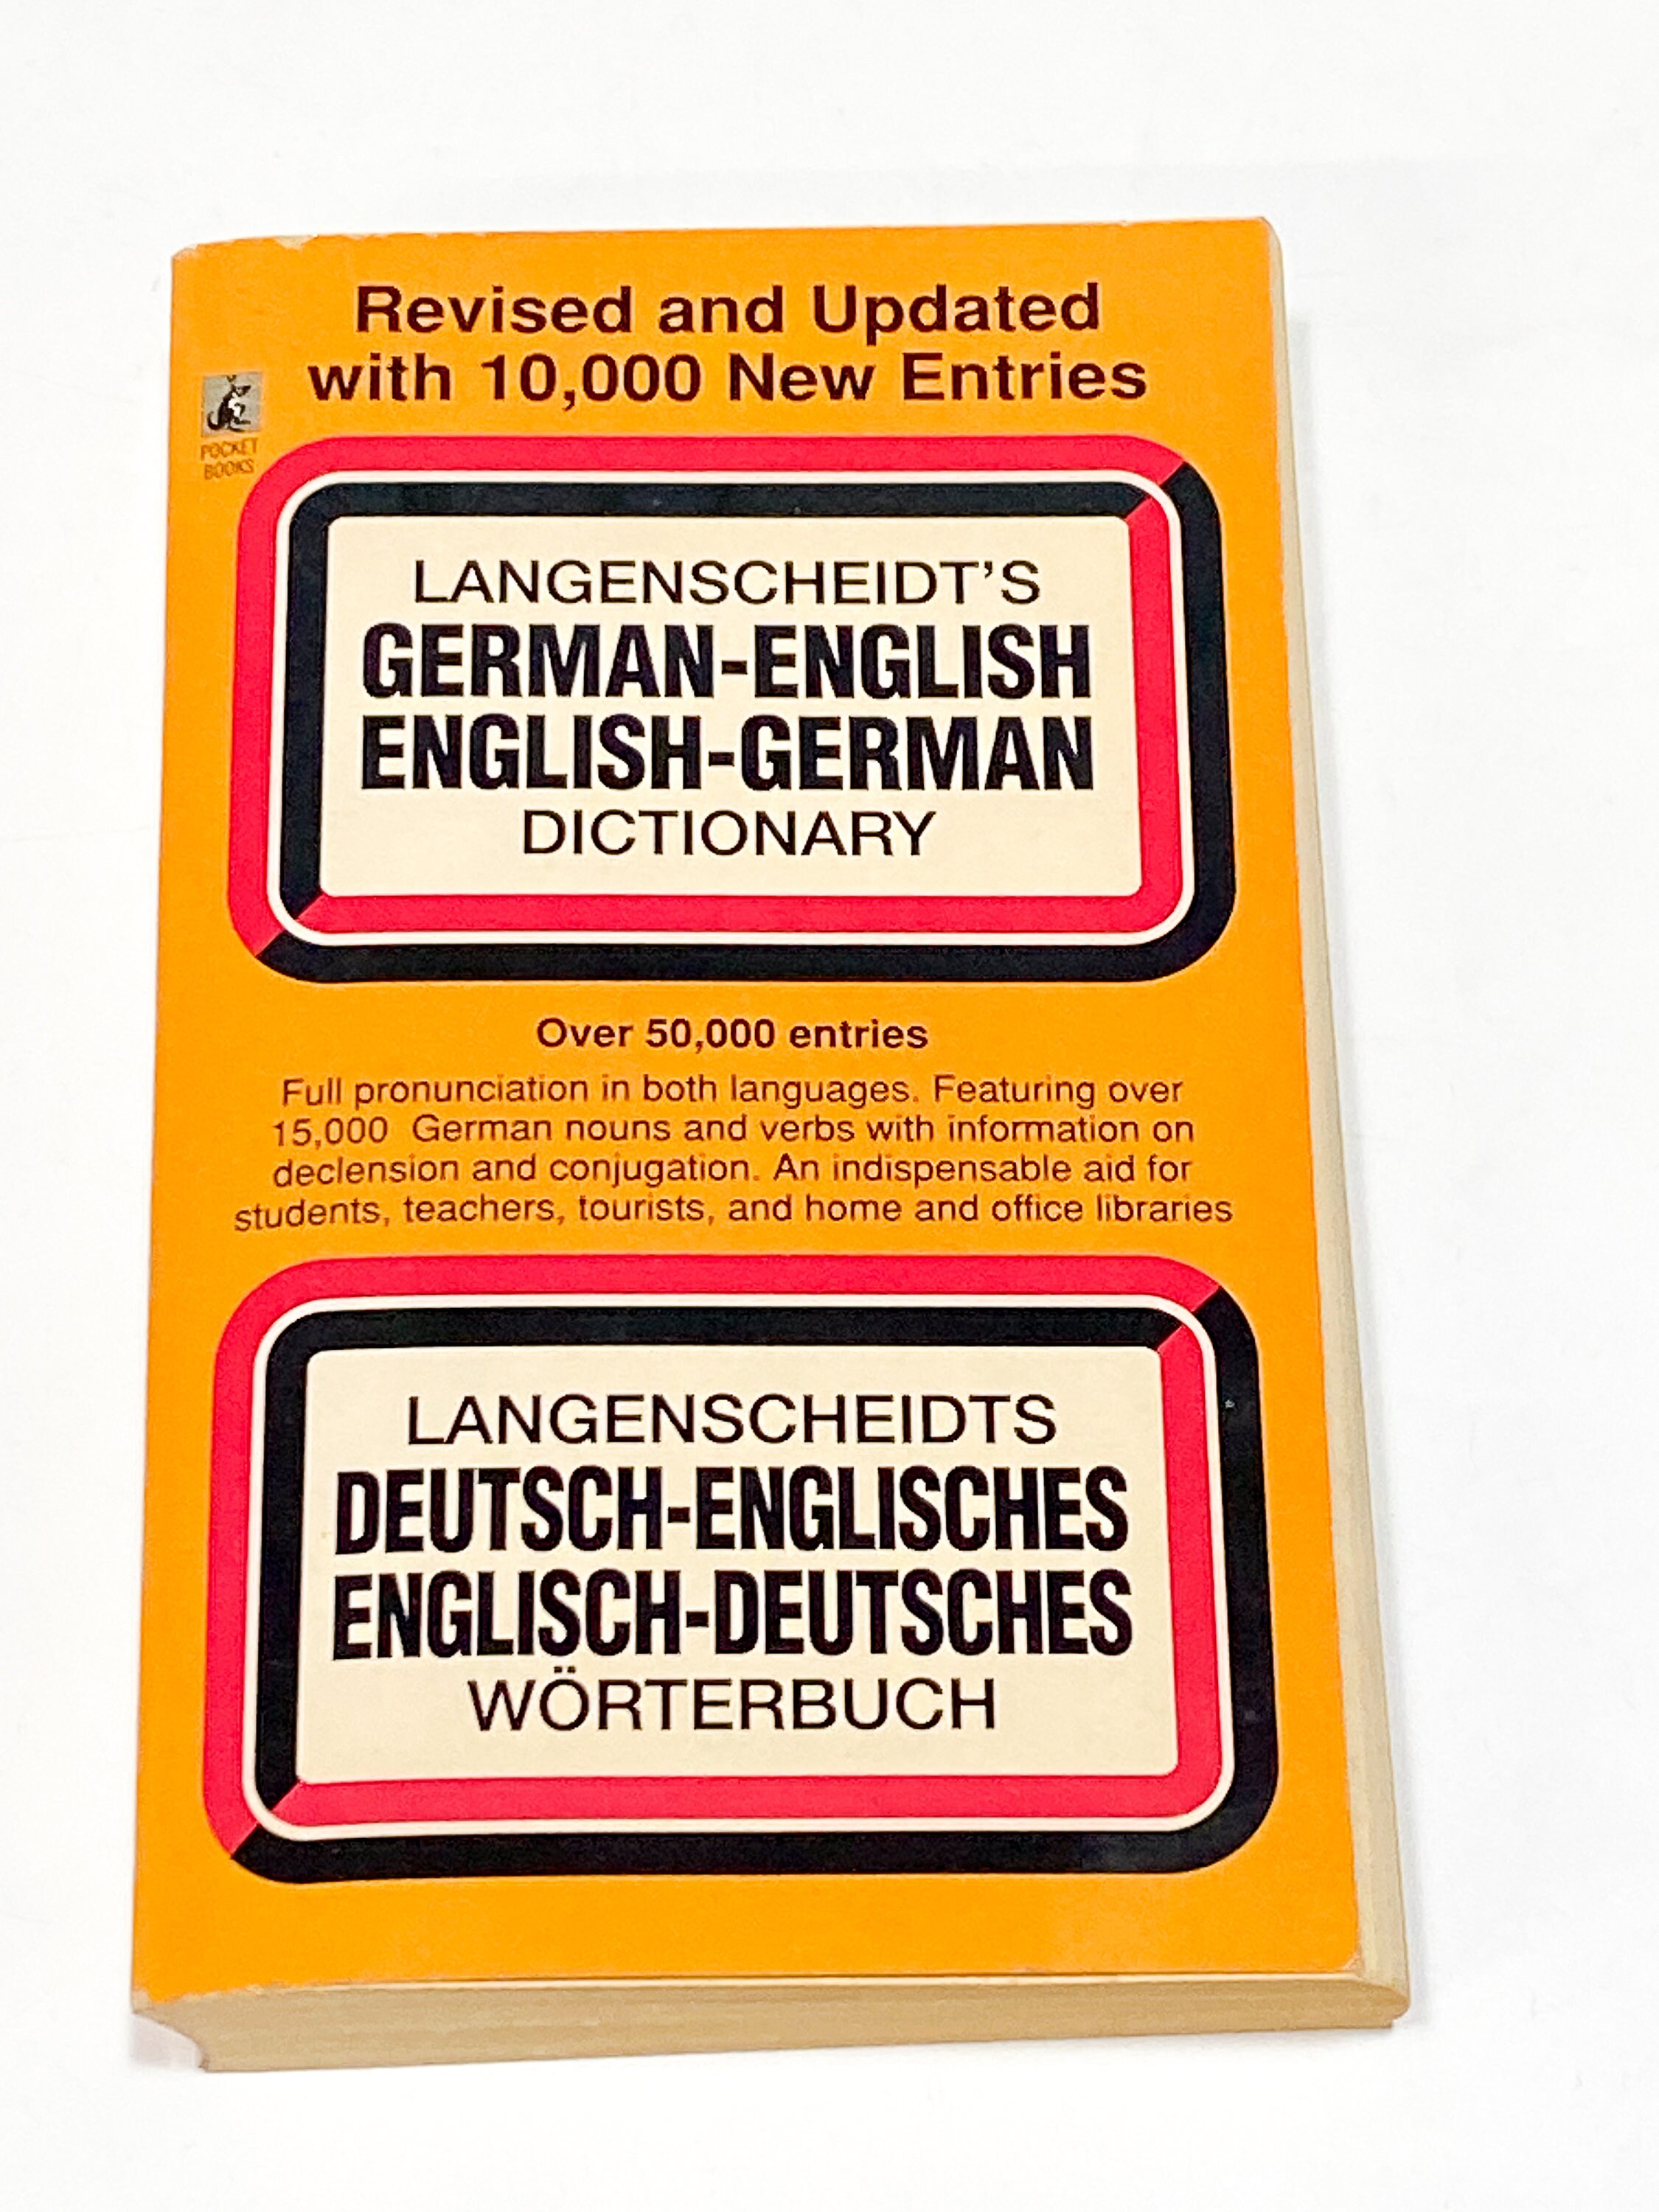 Revised and Updated
with 10,000 New Entries
POCKET
BOOKS
LANGENSCHEIDT'S
GERMAN-ENGLISH
ENGLISH-GERMAN
DICTIONARY
Over 50,000 entries
Full pronunciation in both languages. Featuring over
15,000 German nouns and verbs with information on
declension and conjugation. An indispensable aid for
students, teachers, tourists, and home and office libraries
LANGENSCHEIDTS
DEUTSCH-ENGLISCHES
ENGLISCH-DEUTSCHES
WÖRTERBUCH